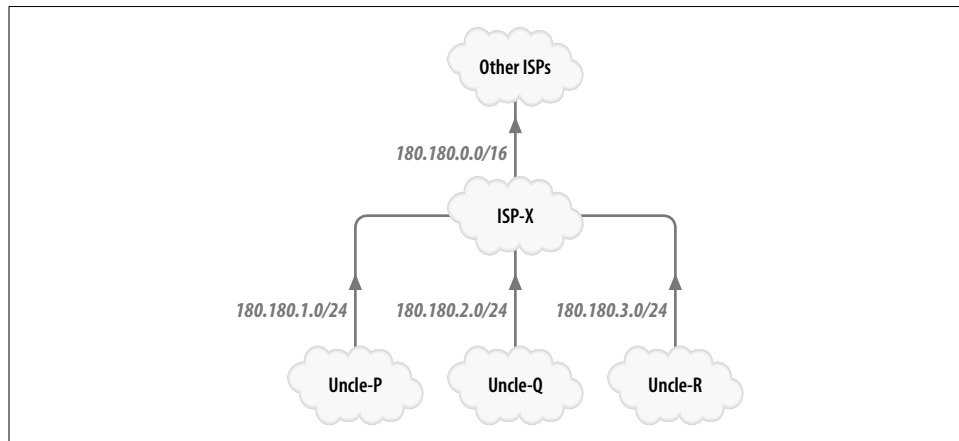 Other ISPs
180.180.0.0/16
ISP-X
180.180.1.0/24
180.180.2.0/24
180.180.3.0/24
Uncle-P
Uncle-Q
Uncle-R